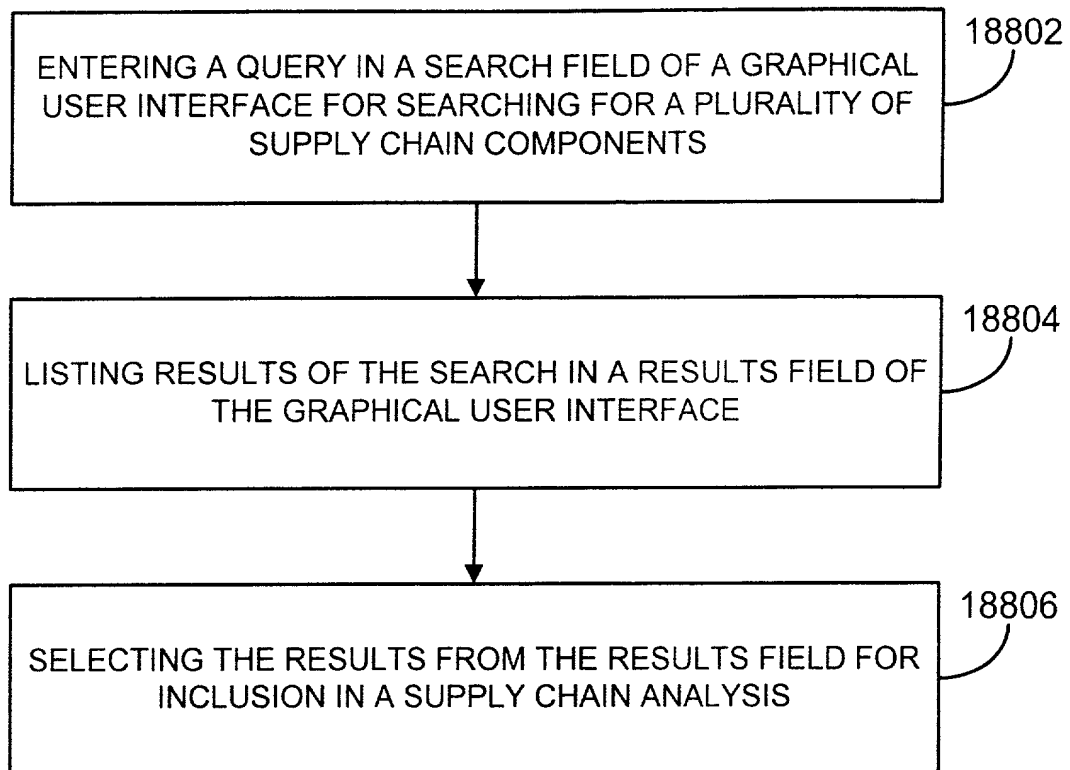 18802
ENTERING A QUERY IN A SEARCH FIELD OF A GRAPHICAL
USER INTERFACE FOR SEARCHING FOR A PLURALITY OF
SUPPLY CHAIN COMPONENTS
18804
LISTING RESULTS OF THE SEARCH IN A RESULTS FIELD OF
THE GRAPHICAL USER INTERFACE
18806
SELECTING THE RESULTS FROM THE RESULTS FIELD FOR
INCLUSION IN A SUPPLY CHAIN ANALYSIS